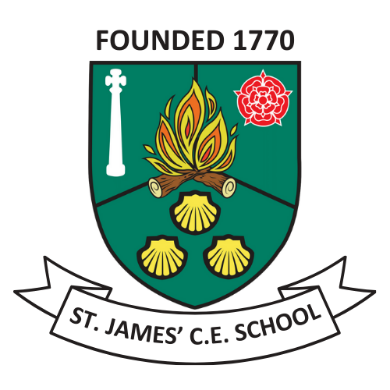 FOUNDED 1770
ST. JAMES’ C.E. SCHOOL